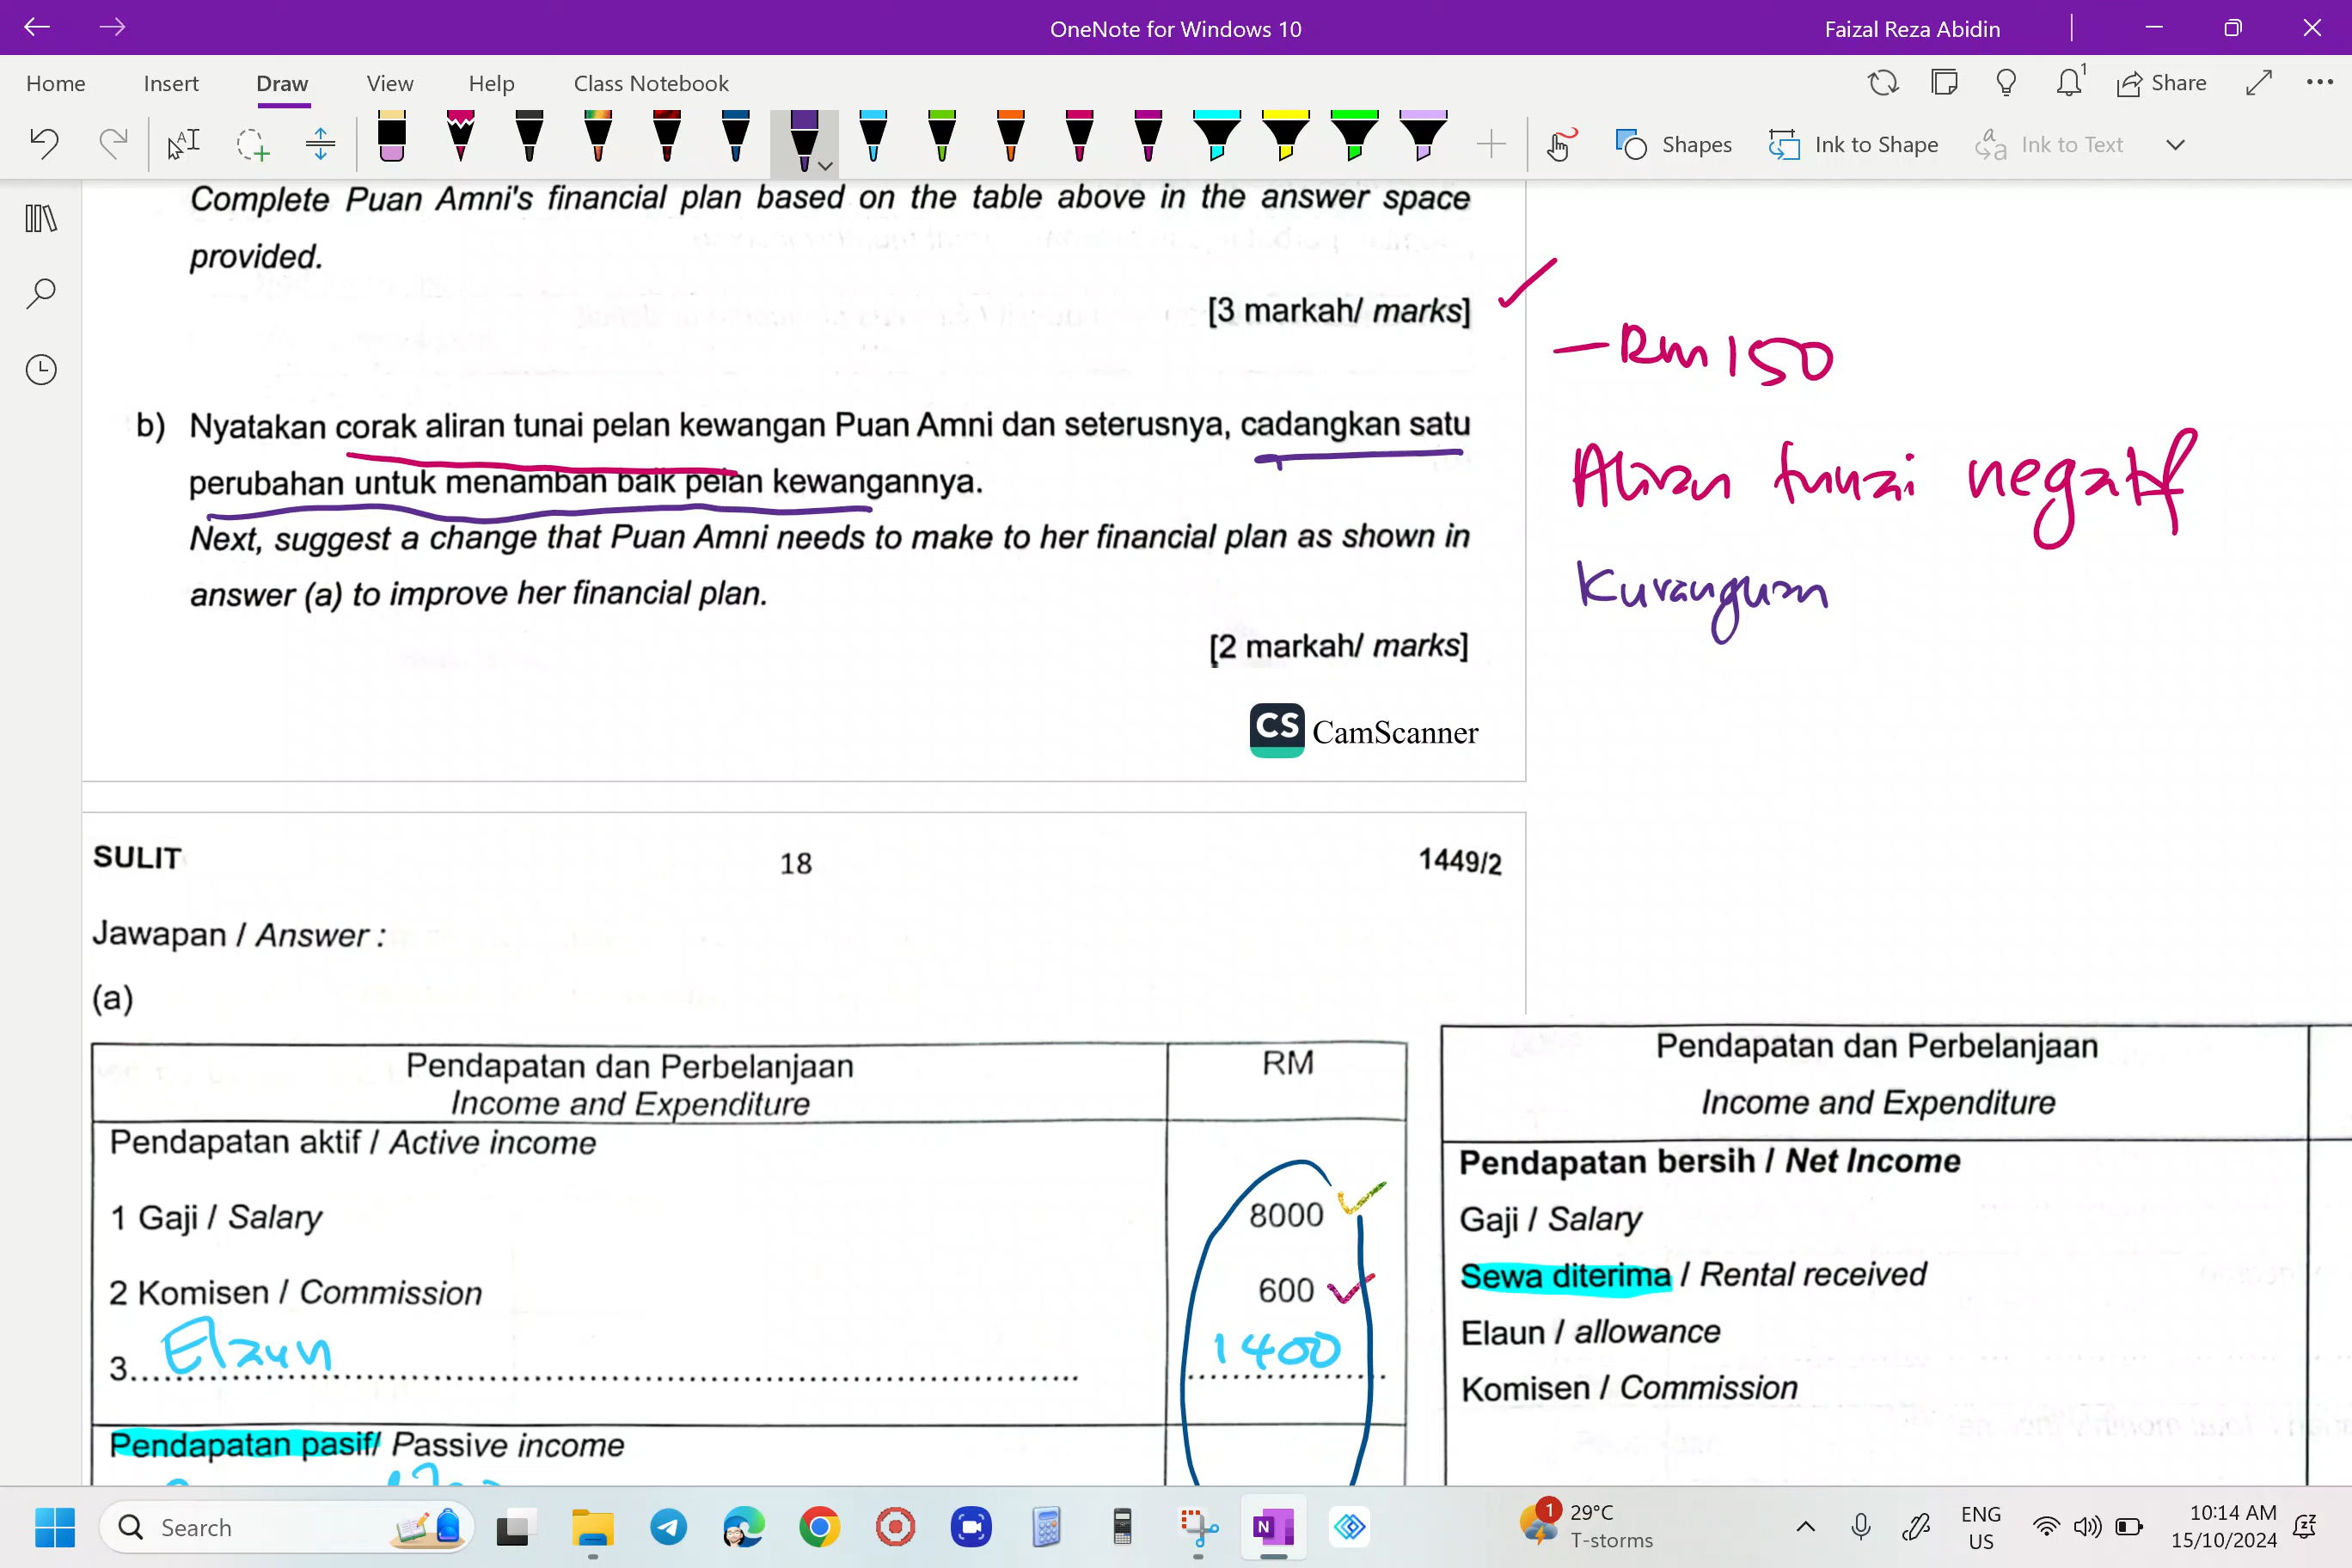 OneNote for Windows 10
Faizal Reza Abidin
Home Insert Draw View Help Class Notebook
1
Share
Shapes
Ink to Shape
Ink to Text
Complete Puan Amni's financial plan based on the table above in the answer space
provided.
[3 markah/ marks]
b) Nyatakan corak aliran tunai pelan kewangan Puan Amni dan seterusnya, cadangkan satu
perubahan untuk menambah baik pelan kewangannya.
Next, suggest a change that Puan Amni needs to make to her financial plan as shown in
answer (a) to improve her financial plan.
[2 markah/ marks]
CS CamScanner
- RM 150
Aliran tunai negatif
Kurangkan
SULIT 18 1449/2
Jawapan / Answer :
(a)
Pendapatan dan Perbelanjaan RM
Income and Expenditure
Pendapatan aktif / Active income
1 Gaji / Salary 8000
2 Komisen / Commission 600
3 Elaun 1400
Pendapatan pasif/ Passive income
Pendapatan dan Perbelanjaan
Income and Expenditure
Pendapatan bersih / Net Income
Gaji / Salary
Sewa diterima / Rental received
Elaun / allowance
Komisen / Commission
Search
1
29°C
T-storms
ENG
US
10:14 AM
15/10/2024